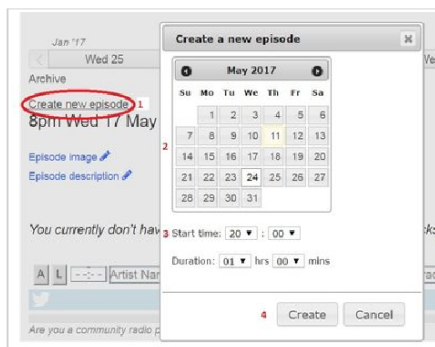 Jan '17
Wed 25
We
Archive
Create new episode 1
8pm Wed 17 May
Episode image
Episode description
You currently don't hav
A L --:-- Artist Nar
Are you a community radio p
Create a new episode
May 2017
Su Mo Tu We Th Fr Sa
1 2 3 4 5 6
7 8 9 10 11 12 13
2
14 15 16 17 18 19 20
21 22 23 24 25 26 27
28 29 30 31
3 Start time: 20 : 00
Duration: 01 hrs 00 mins
4 Create Cancel